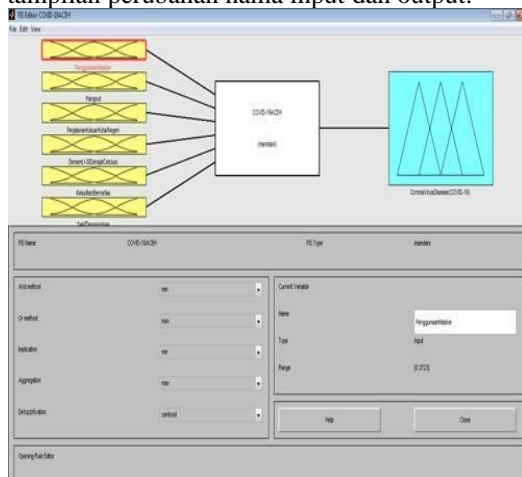 tampilan perubahan nama input dan output.
FIS Editor: COVID-19ACEH
File Edit View
PenggunaanMasker
Hangout
PerjalananKeluarKotaNegeri
Demam(>38DerajatCelcius)
KesulitanBernafas
SakitTenggorokan
COVID-19ACEH
(mamdani)
CoronaVirusDisease(COVID-19)
FIS Name:
COVID-19ACEH
FIS Type:
mamdani
And method
min
Or method
max
Implication
min
Aggregation
max
Defuzzification
centroid
Current Variable
Name
PenggunaanMasker
Type
input
Range
Help
Close
Opening Rule Editor